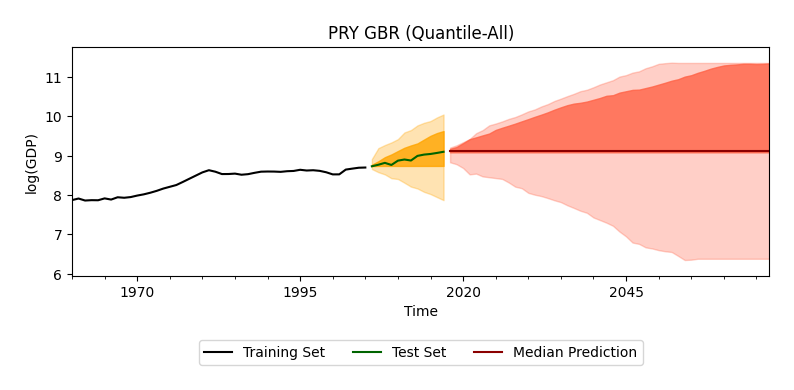 PRY GBR (Quantile-All)
log(GDP)
11
10
9
8
7
6
1970 1995 2020 2045
Time
Training Set Test Set Median Prediction